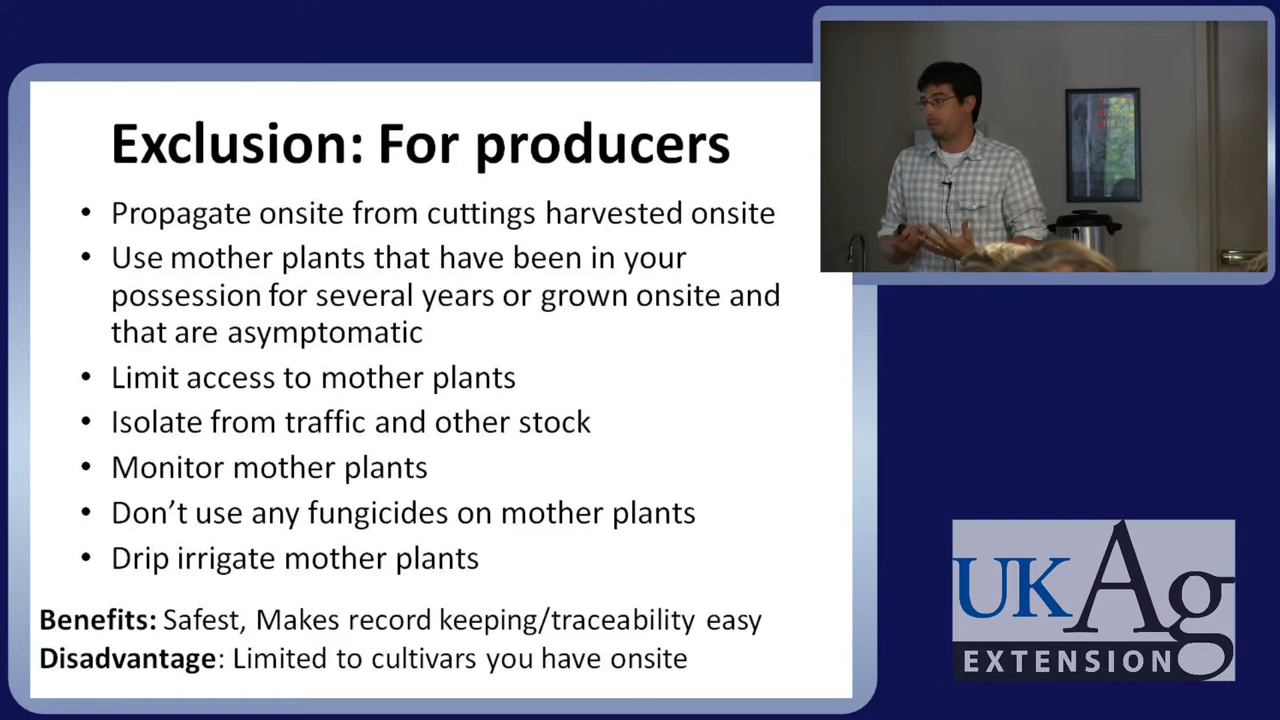 Exclusion: For producers
• Propagate onsite from cuttings harvested onsite
• Use mother plants that have been in your
possession for several years or grown onsite and
that are asymptomatic
• Limit access to mother plants
• Isolate from traffic and other stock
• Monitor mother plants
• Don’t use any fungicides on mother plants
• Drip irrigate mother plants
Benefits: Safest, Makes record keeping/traceability easy
Disadvantage: Limited to cultivars you have onsite
UKAg
EXTENSION